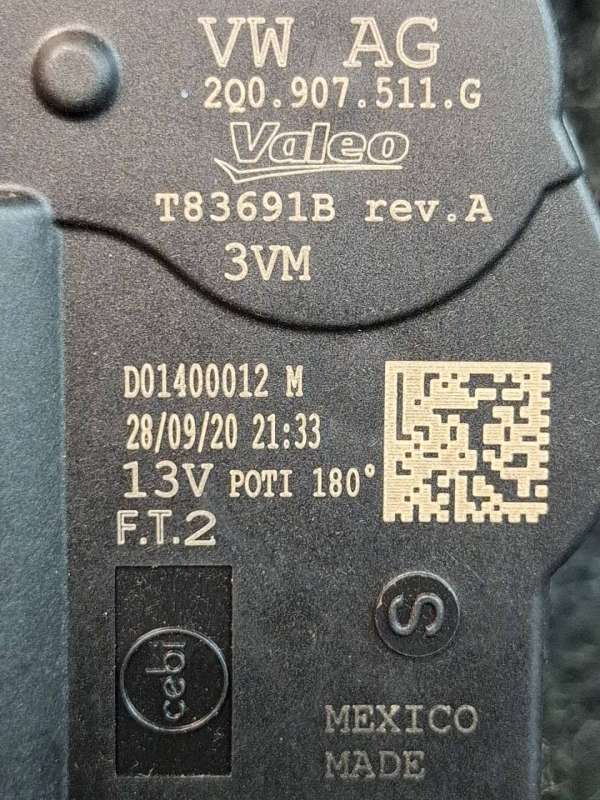 VW AG
2Q0.907.511.G
Valeo
T83691B rev.A
3VM
D01400012 M
28/09/20 21:33
13V POTI 180°
F.T.2
cebi
S
MEXICO
MADE